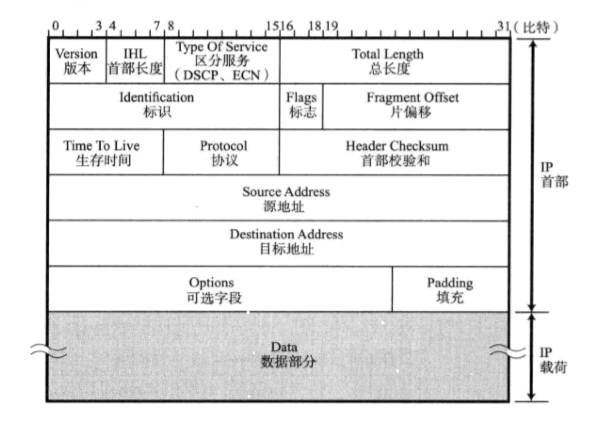 0 3 4 7 8 15 16 18 19 31（比特）
Version IHL Type Of Service Total Length
版本 首部长度 区分服务 总长度
（DSCP、ECN）
Identification Flags Fragment Offset
标识 标志 片偏移
Time To Live Protocol Header Checksum
生存时间 协议 首部校验和
IP
首部
Source Address
源地址
Destination Address
目标地址
Options Padding
可选字段 填充
Data
数据部分
IP
载荷